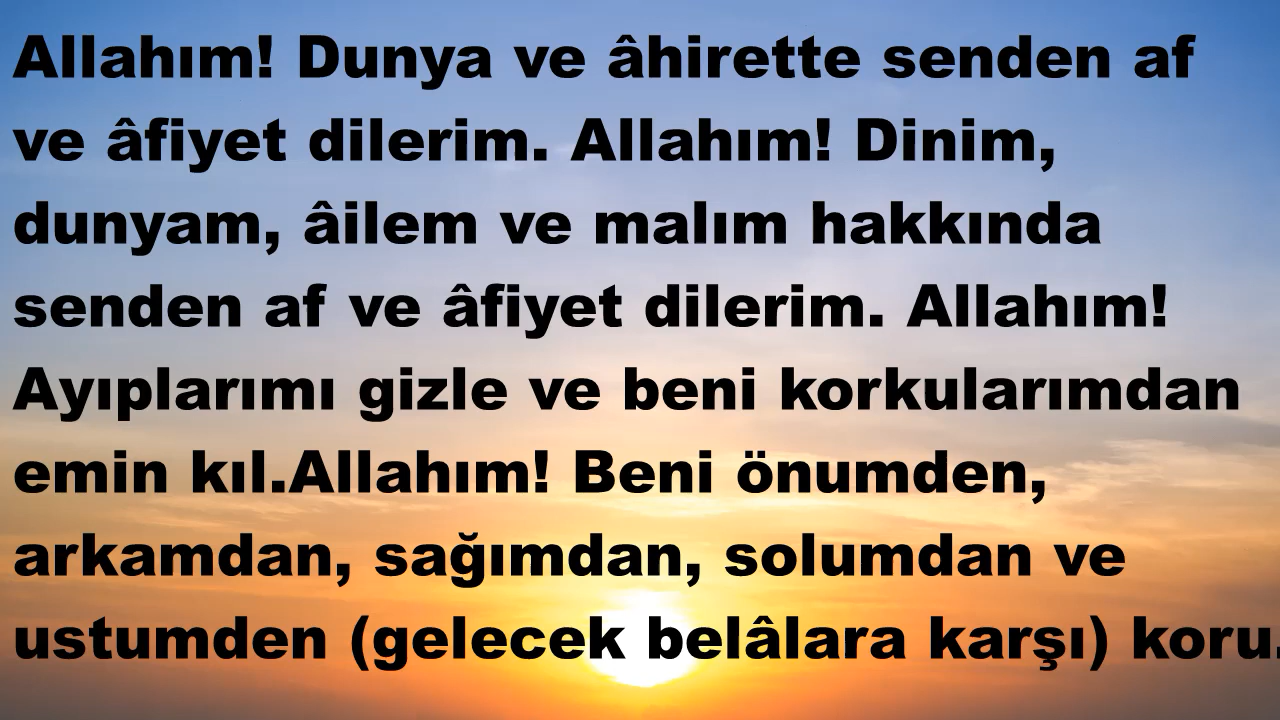 Allahım! Dunya ve âhirette senden af
ve âfiyet dilerim. Allahım! Dinim,
dunyam, âilem ve malım hakkında
senden af ve âfiyet dilerim. Allahım!
Ayıplarımı gizle ve beni korkularımdan
emin kıl.Allahım! Beni önumden,
arkamdan, sağımdan, solumdan ve
ustumden (gelecek belâlara karşı) koru.